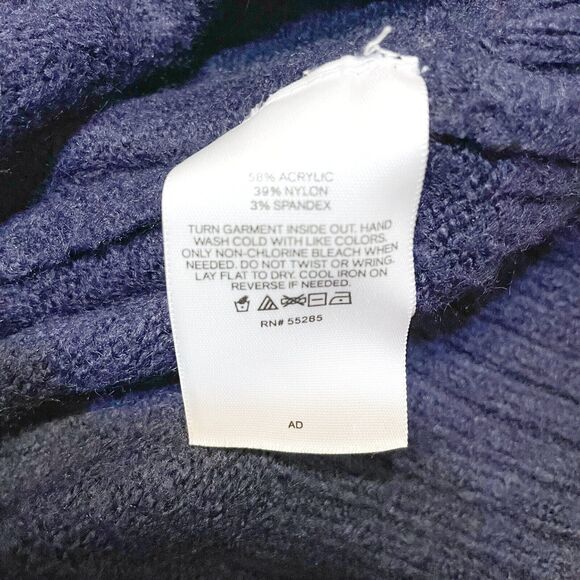 58% ACRYLIC
39% NYLON
3% SPANDEX
TURN GARMENT INSIDE OUT. HAND
WASH COLD WITH LIKE COLORS.
ONLY NON-CHLORINE BLEACH WHEN
NEEDED. DO NOT TWIST OR WRING.
LAY FLAT TO DRY. COOL IRON ON
REVERSE IF NEEDED.
RN# 55285
AD